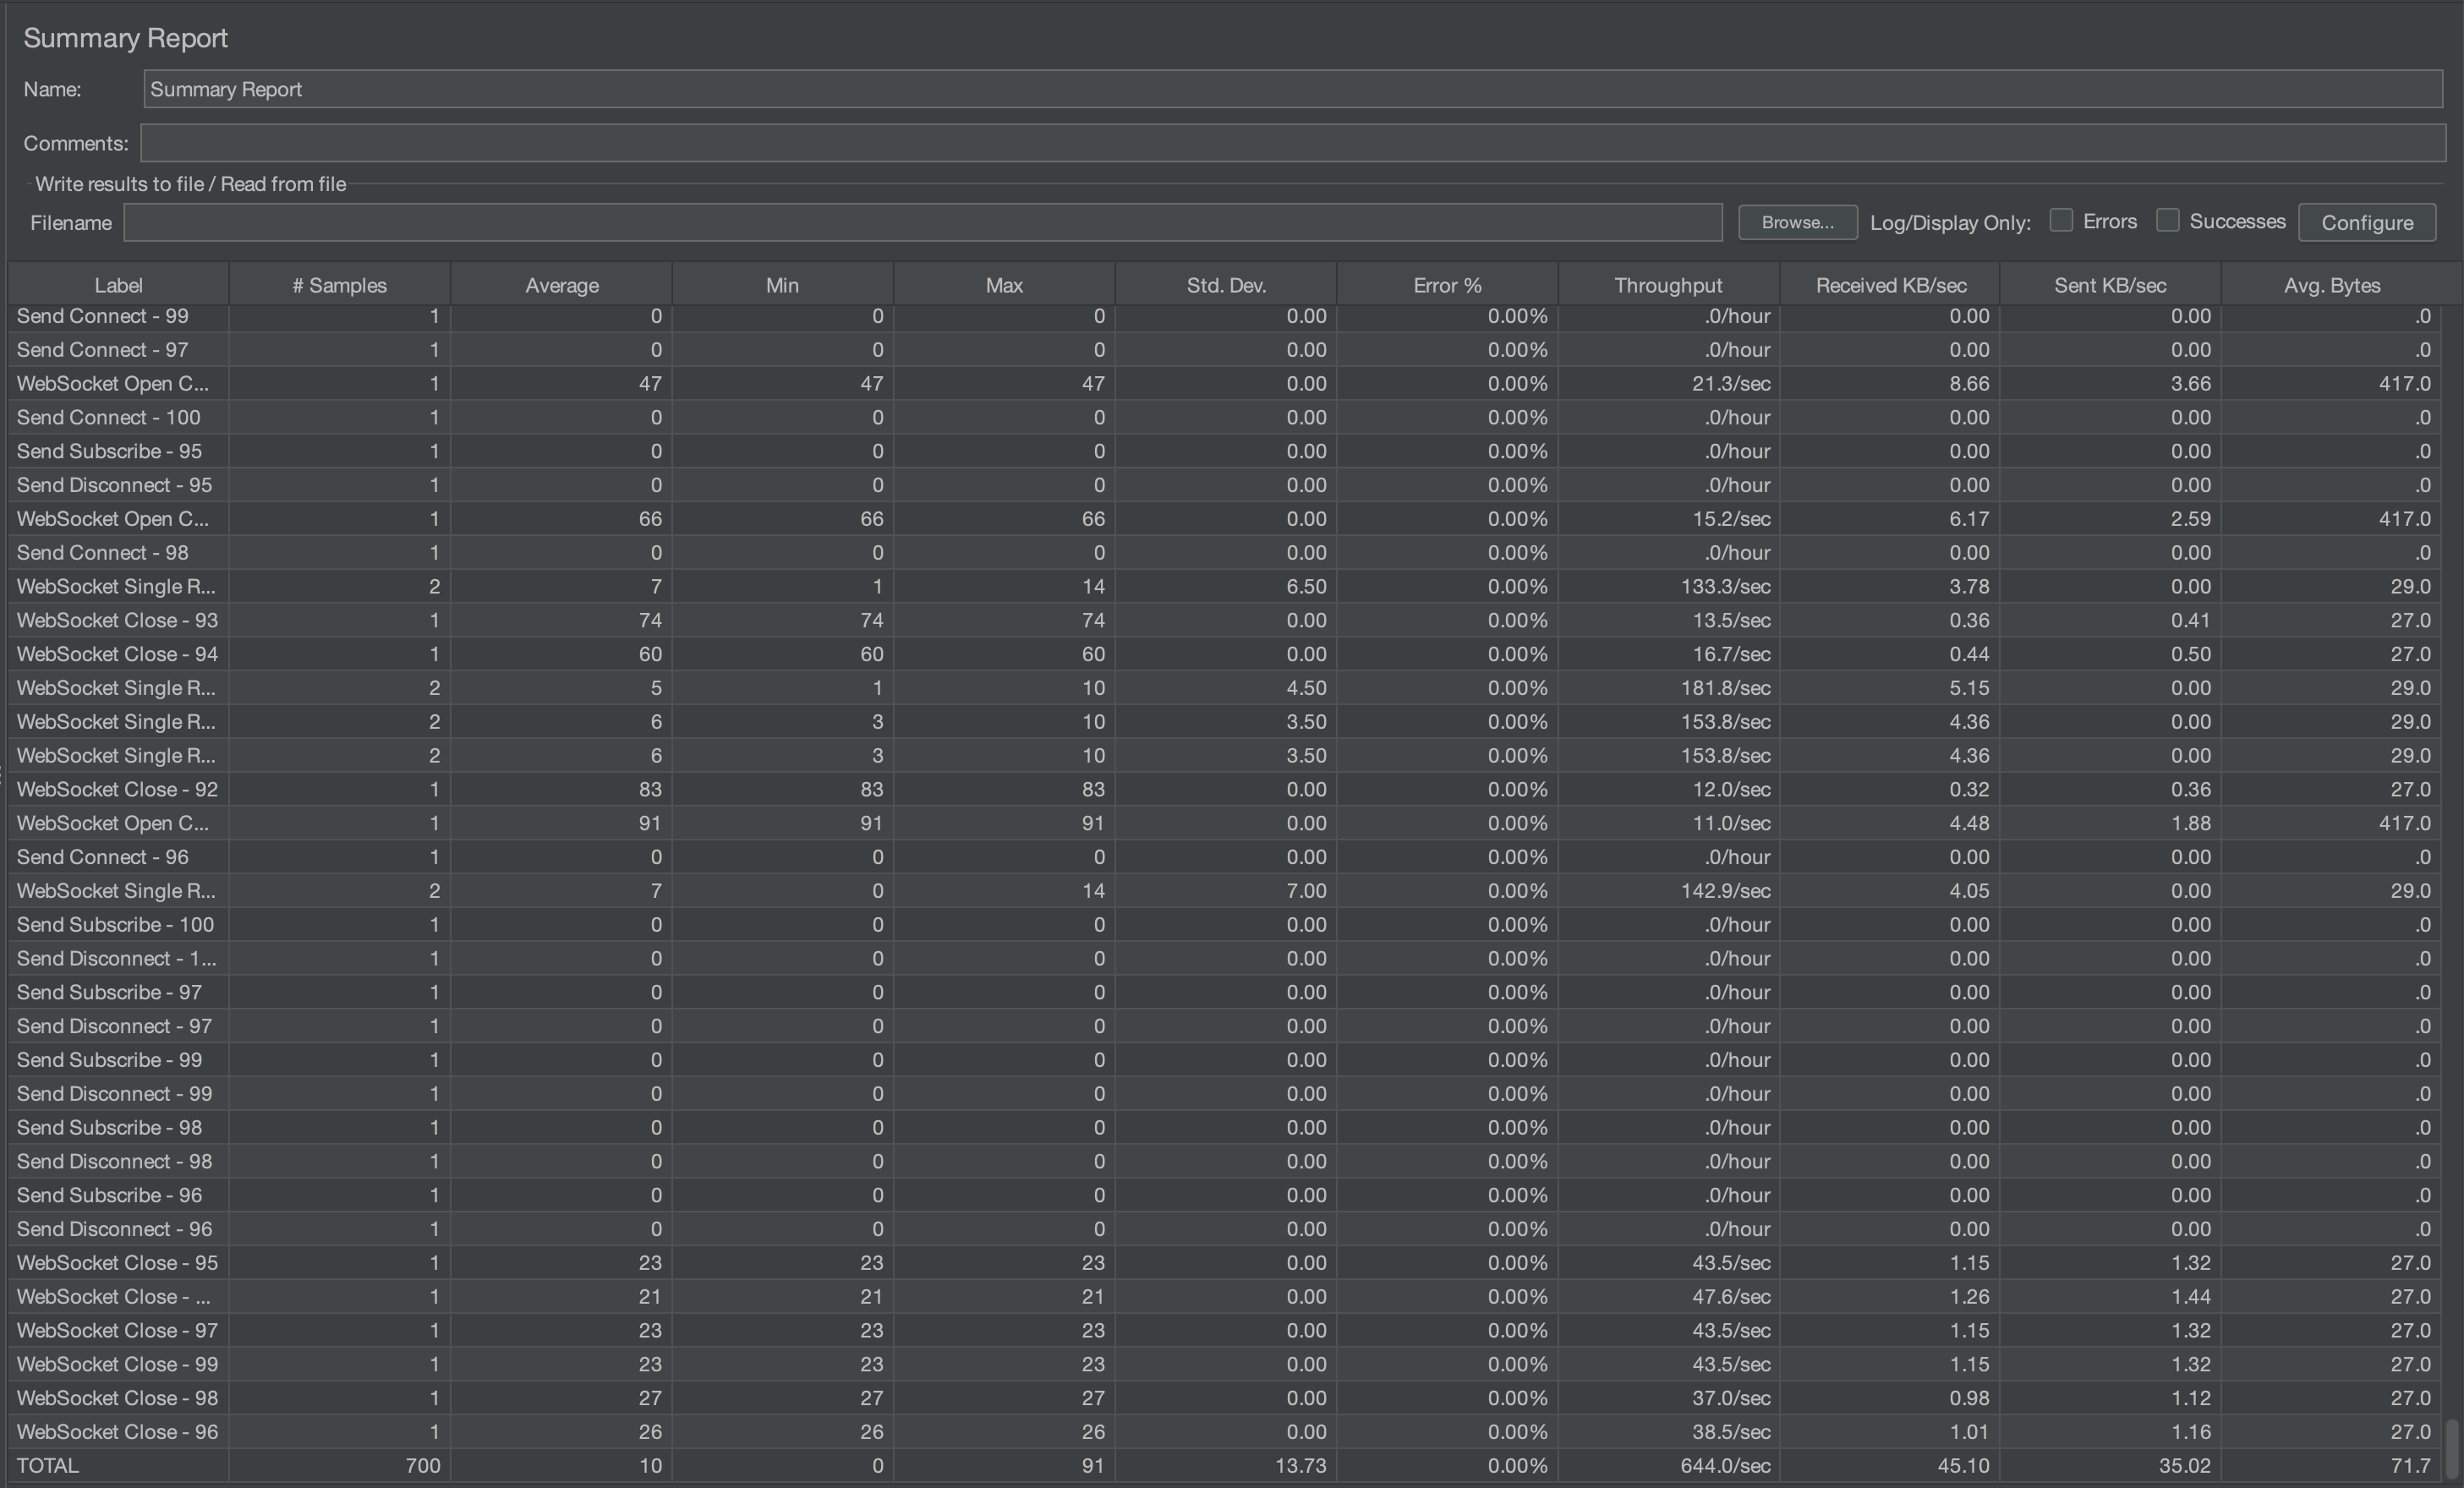 Summary Report
Name: Summary Report
Comments:
Write results to file / Read from file
Filename Browse... Log/Display Only: Errors Successes Configure
Label # Samples Average Min Max Std. Dev. Error % Throughput Received KB/sec Sent KB/sec Avg. Bytes
Send Connect - 99 1 0 0 0 0.00 0.00% .0/hour 0.00 0.00 .0
Send Connect - 97 1 0 0 0 0.00 0.00% .0/hour 0.00 0.00 .0
WebSocket Open C... 1 47 47 47 0.00 0.00% 21.3/sec 8.66 3.66 417.0
Send Connect - 100 1 0 0 0 0.00 0.00% .0/hour 0.00 0.00 .0
Send Subscribe - 95 1 0 0 0 0.00 0.00% .0/hour 0.00 0.00 .0
Send Disconnect - 95 1 0 0 0 0.00 0.00% .0/hour 0.00 0.00 .0
WebSocket Open C... 1 66 66 66 0.00 0.00% 15.2/sec 6.17 2.59 417.0
Send Connect - 98 1 0 0 0 0.00 0.00% .0/hour 0.00 0.00 .0
WebSocket Single R... 2 7 1 14 6.50 0.00% 133.3/sec 3.78 0.00 29.0
WebSocket Close - 93 1 74 74 74 0.00 0.00% 13.5/sec 0.36 0.41 27.0
WebSocket Close - 94 1 60 60 60 0.00 0.00% 16.7/sec 0.44 0.50 27.0
WebSocket Single R... 2 5 1 10 4.50 0.00% 181.8/sec 5.15 0.00 29.0
WebSocket Single R... 2 6 3 10 3.50 0.00% 153.8/sec 4.36 0.00 29.0
WebSocket Single R... 2 6 3 10 3.50 0.00% 153.8/sec 4.36 0.00 29.0
WebSocket Close - 92 1 83 83 83 0.00 0.00% 12.0/sec 0.32 0.36 27.0
WebSocket Open C... 1 91 91 91 0.00 0.00% 11.0/sec 4.48 1.88 417.0
Send Connect - 96 1 0 0 0 0.00 0.00% .0/hour 0.00 0.00 .0
WebSocket Single R... 2 7 0 14 7.00 0.00% 142.9/sec 4.05 0.00 29.0
Send Subscribe - 100 1 0 0 0 0.00 0.00% .0/hour 0.00 0.00 .0
Send Disconnect - 1... 1 0 0 0 0.00 0.00% .0/hour 0.00 0.00 .0
Send Subscribe - 97 1 0 0 0 0.00 0.00% .0/hour 0.00 0.00 .0
Send Disconnect - 97 1 0 0 0 0.00 0.00% .0/hour 0.00 0.00 .0
Send Subscribe - 99 1 0 0 0 0.00 0.00% .0/hour 0.00 0.00 .0
Send Disconnect - 99 1 0 0 0 0.00 0.00% .0/hour 0.00 0.00 .0
Send Subscribe - 98 1 0 0 0 0.00 0.00% .0/hour 0.00 0.00 .0
Send Disconnect - 98 1 0 0 0 0.00 0.00% .0/hour 0.00 0.00 .0
Send Subscribe - 96 1 0 0 0 0.00 0.00% .0/hour 0.00 0.00 .0
Send Disconnect - 96 1 0 0 0 0.00 0.00% .0/hour 0.00 0.00 .0
WebSocket Close - 95 1 23 23 23 0.00 0.00% 43.5/sec 1.15 1.32 27.0
WebSocket Close - ... 1 21 21 21 0.00 0.00% 47.6/sec 1.26 1.44 27.0
WebSocket Close - 97 1 23 23 23 0.00 0.00% 43.5/sec 1.15 1.32 27.0
WebSocket Close - 99 1 23 23 23 0.00 0.00% 43.5/sec 1.15 1.32 27.0
WebSocket Close - 98 1 27 27 27 0.00 0.00% 37.0/sec 0.98 1.12 27.0
WebSocket Close - 96 1 26 26 26 0.00 0.00% 38.5/sec 1.01 1.16 27.0
TOTAL 700 10 0 91 13.73 0.00% 644.0/sec 45.10 35.02 71.7